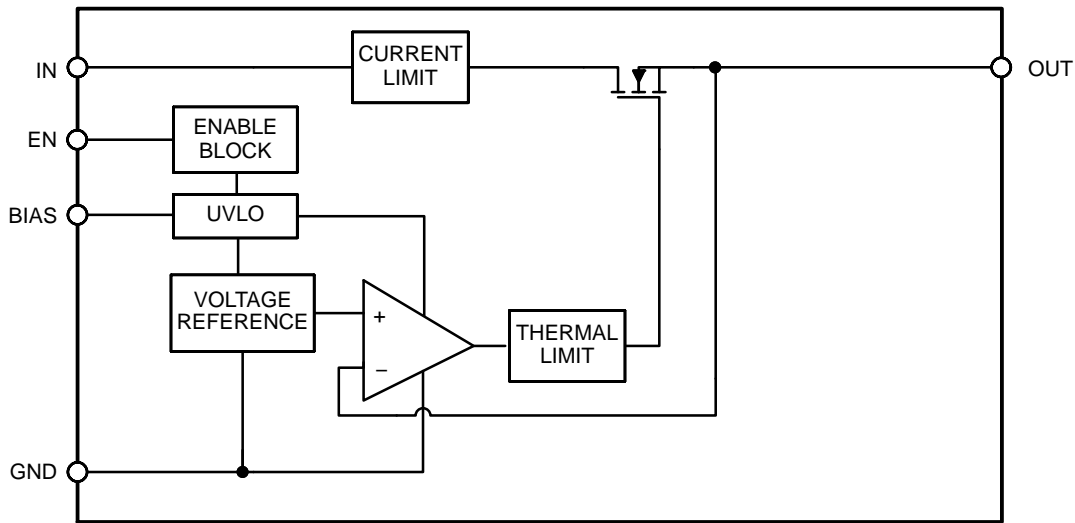 CURRENT
LIMIT
IN
OUT
EN
ENABLE
BLOCK
BIAS
UVLO
VOLTAGE
REFERENCE
+
−
THERMAL
LIMIT
GND